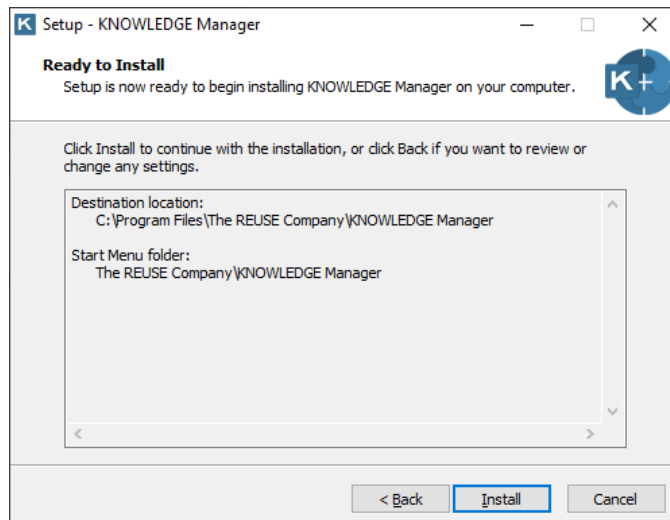 K Setup - KNOWLEDGE Manager
Ready to Install
Setup is now ready to begin installing KNOWLEDGE Manager on your computer.
K+
Click Install to continue with the installation, or click Back if you want to review or
change any settings.
Destination location:
C:\Program Files\The REUSE Company\KNOWLEDGE Manager
Start Menu folder:
The REUSE Company\KNOWLEDGE Manager
< Back Install Cancel